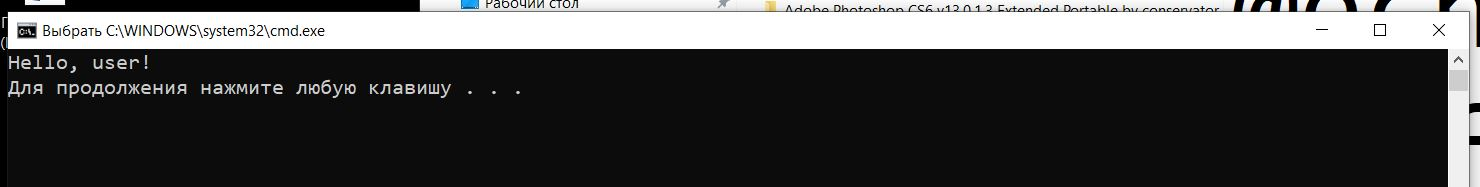 Рабочий стол
Adobe Photoshop CS6 v13.0.1.3 Extended Portable by conservator
Выбрать C:\WINDOWS\system32\cmd.exe
Hello, user!
Для продолжения нажмите любую клавишу . . .